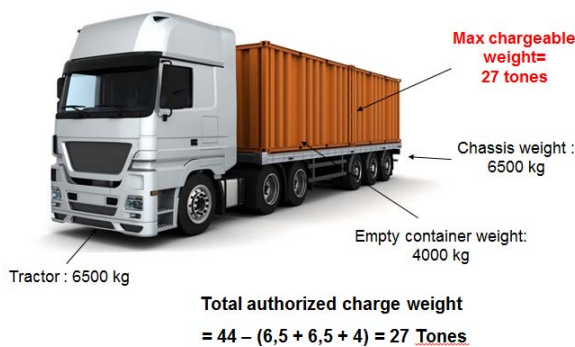 Max chargeable
weight=
27 tones
Chassis weight :
6500 kg
Empty container weight:
4000 kg
Tractor : 6500 kg
Total authorized charge weight
= 44 – (6,5 + 6,5 + 4) = 27 Tones